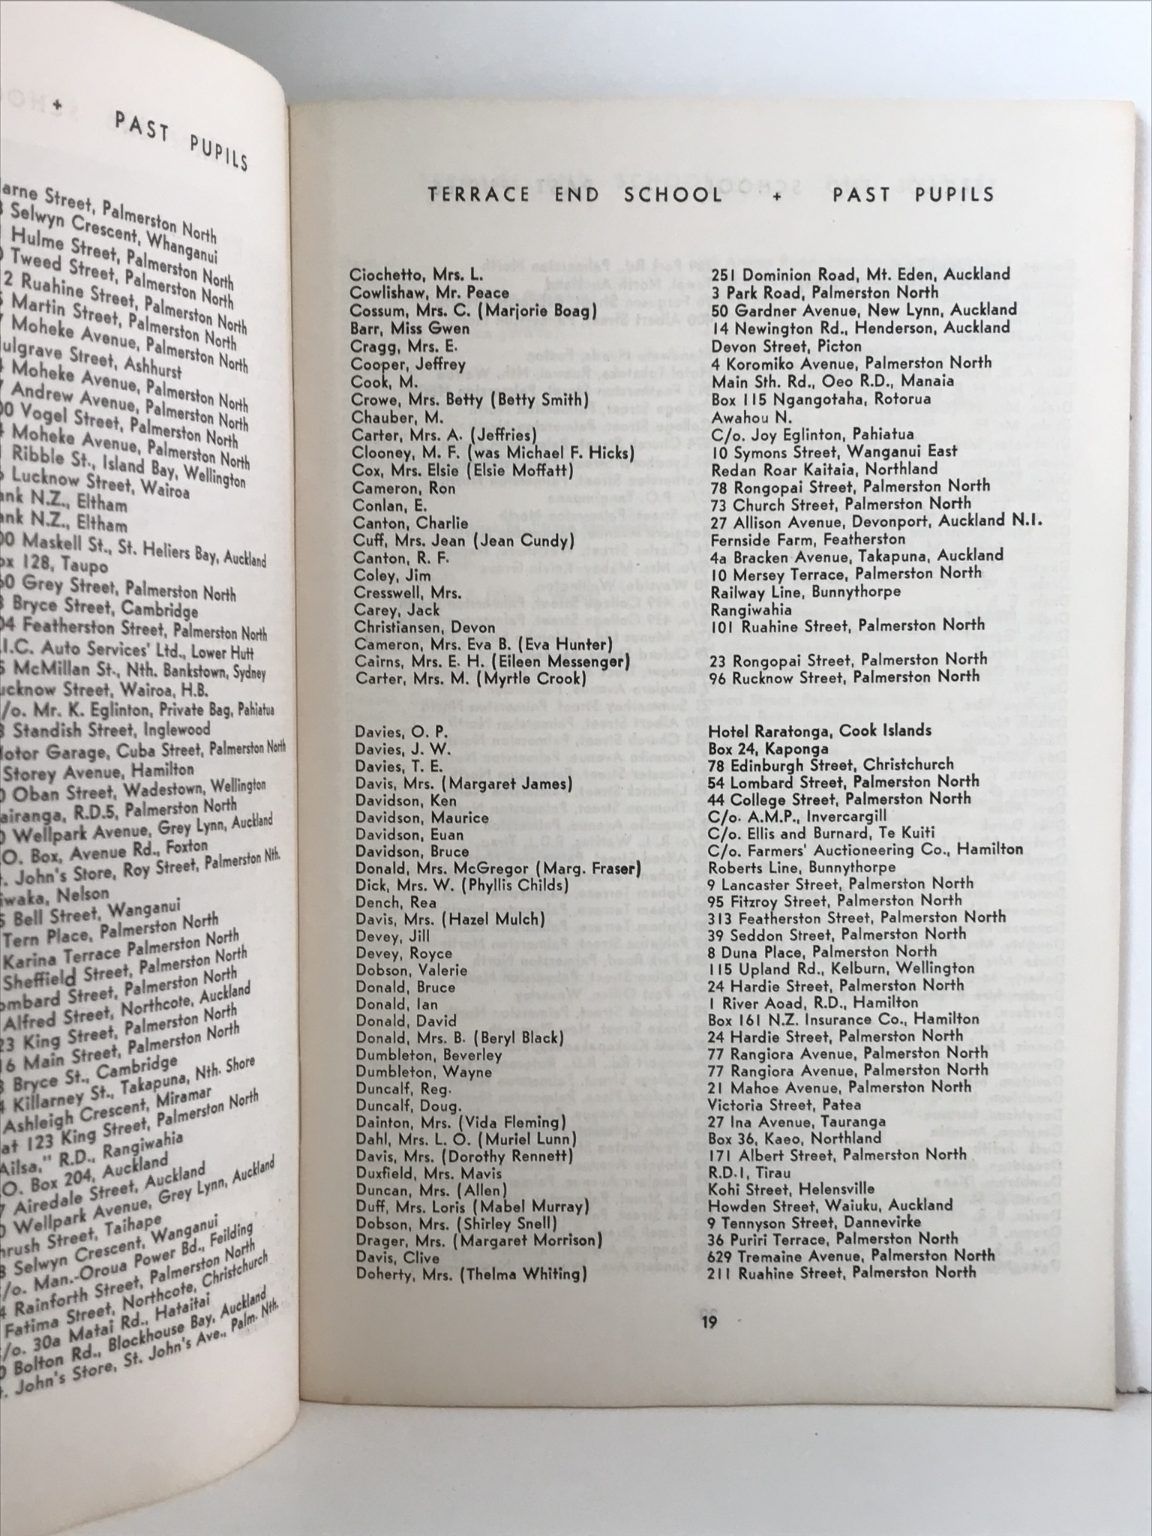 + PAST PUPILS
arne Street, Palmerston North
Selwyn Crescent, Whanganui
Hulme Street, Palmerston North
Tweed Street, Palmerston North
2 Ruahine Street, Palmerston North
Martin Street, Palmerston North
Moheke Avenue, Palmerston North
ulgrave Street, Ashhurst
Moheke Avenue, Palmerston North
Andrew Avenue, Palmerston North
00 Vogel Street, Palmerston North
Moheke Avenue, Palmerston North
Ribble St., Island Bay, Wellington
Lucknow Street, Wairoa
ank N.Z., Eltham
ank N.Z., Eltham
00 Maskell St., St. Heliers Bay, Auckland
ox 128, Taupo
60 Grey Street, Palmerston North
Bryce Street, Cambridge
04 Featherston Street, Palmerston North
.I.C. Auto Services' Ltd., Lower Hutt
McMillan St., Nth. Bankstown, Sydney
ucknow Street, Wairoa, H.B.
/o. Mr. K. Eglinton, Private Bag, Pahiatua
Standish Street, Inglewood
otor Garage, Cuba Street, Palmerston North
Storey Avenue, Hamilton
Oban Street, Wadestown, Wellington
airanga, R.D.5, Palmerston North
Wellpark Avenue, Grey Lynn, Auckland
.O. Box, Avenue Rd., Foxton
. John's Store, Roy Street, Palmerston Nth.
iwaka, Nelson
Bell Street, Wanganui
Tern Place, Palmerston North
Karina Terrace Palmerston North
Sheffield Street, Palmerston North
ombard Street, Palmerston North
Alfred Street, Northcote, Auckland
23 King Street, Palmerston North
16 Main Street, Palmerston North
Bryce St., Cambridge
Killarney St., Takapuna, Nth. Shore
Ashleigh Crescent, Miramar
at 123 King Street, Palmerston North
Ailsa," R.D., Rangiwahia
.O. Box 204, Auckland
Airedale Street, Auckland
Wellpark Avenue, Grey Lynn, Auckland
hrush Street, Taihape
Selwyn Crescent, Wanganui
/o. Man.-Oroua Power Bd., Feilding
Rainforth Street, Palmerston North
Fatima Street, Northcote, Christchurch
/o. 30a Matai Rd., Hataitai
Bolton Rd., Blockhouse Bay, Auckland
. John's Store, St. John's Ave., Palm. Nth.
TERRACE END SCHOOL + PAST PUPILS
Ciochetto, Mrs. L. 251 Dominion Road, Mt. Eden, Auckland
Cowlishaw, Mr. Peace 3 Park Road, Palmerston North
Cossum, Mrs. C. (Marjorie Boag) 50 Gardner Avenue, New Lynn, Auckland
Barr, Miss Gwen 14 Newington Rd., Henderson, Auckland
Cragg, Mrs. E. Devon Street, Picton
Cooper, Jeffrey 4 Koromiko Avenue, Palmerston North
Cook, M. Main Sth. Rd., Oeo R.D., Manaia
Crowe, Mrs. Betty (Betty Smith) Box 115 Ngangotaha, Rotorua
Chauber, M. Awahou N.
Carter, Mrs. A. (Jeffries) C/o. Joy Eglinton, Pahiatua
Clooney, M. F. (was Michael F. Hicks) 10 Symons Street, Wanganui East
Cox, Mrs. Elsie (Elsie Moffatt) Redan Roar Kaitaia, Northland
Cameron, Ron 78 Rongopai Street, Palmerston North
Conlan, E. 73 Church Street, Palmerston North
Canton, Charlie 27 Allison Avenue, Devonport, Auckland N.I.
Cuff, Mrs. Jean (Jean Cundy) Fernside Farm, Featherston
Canton, R. F. 4a Bracken Avenue, Takapuna, Auckland
Coley, Jim 10 Mersey Terrace, Palmerston North
Cresswell, Mrs. Railway Line, Bunnythorpe
Carey, Jack Rangiwahia
Christiansen, Devon 101 Ruahine Street, Palmerston North
Cameron, Mrs. Eva B. (Eva Hunter)
Cairns, Mrs. E. H. (Eileen Messenger) 23 Rongopai Street, Palmerston North
Carter, Mrs. M. (Myrtle Crook) 96 Rucknow Street, Palmerston North
Davies, O. P. Hotel Raratonga, Cook Islands
Davies, J. W. Box 24, Kaponga
Davies, T. E. 78 Edinburgh Street, Christchurch
Davis, Mrs. (Margaret James) 54 Lombard Street, Palmerston North
Davidson, Ken 44 College Street, Palmerston North
Davidson, Maurice C/o. A.M.P., Invercargill
Davidson, Euan C/o. Ellis and Burnard, Te Kuiti
Davidson, Bruce C/o. Farmers' Auctioneering Co., Hamilton
Donald, Mrs. McGregor (Marg. Fraser) Roberts Line, Bunnythorpe
Dick, Mrs. W. (Phyllis Childs) 9 Lancaster Street, Palmerston North
Dench, Rea 95 Fitzroy Street, Palmerston North
Davis, Mrs. (Hazel Mulch) 313 Featherston Street, Palmerston North
Devey, Jill 39 Seddon Street, Palmerston North
Devey, Royce 8 Duna Place, Palmerston North
Dobson, Valerie 115 Upland Rd., Kelburn, Wellington
Donald, Bruce 24 Hardie Street, Palmerston North
Donald, Ian 1 River Aoad, R.D., Hamilton
Donald, David Box 161 N.Z. Insurance Co., Hamilton
Donald, Mrs. B. (Beryl Black) 24 Hardie Street, Palmerston North
Dumbleton, Beverley 77 Rangiora Avenue, Palmerston North
Dumbleton, Wayne 77 Rangiora Avenue, Palmerston North
Duncalf, Reg. 21 Mahoe Avenue, Palmerston North
Duncalf, Doug. Victoria Street, Patea
Dainton, Mrs. (Vida Fleming) 27 Ina Avenue, Tauranga
Dahl, Mrs. L. O. (Muriel Lunn) Box 36, Kaeo, Northland
Davis, Mrs. (Dorothy Rennett) 171 Albert Street, Palmerston North
Duxfield, Mrs. Mavis R.D.1, Tirau
Duncan, Mrs. (Allen) Kohi Street, Helensville
Duff, Mrs. Loris (Mabel Murray) Howden Street, Waiuku, Auckland
Dobson, Mrs. (Shirley Snell) 9 Tennyson Street, Dannevirke
Drager, Mrs. (Margaret Morrison) 36 Puriri Terrace, Palmerston North
Davis, Clive 629 Tremaine Avenue, Palmerston North
Doherty, Mrs. (Thelma Whiting) 211 Ruahine Street, Palmerston North
19